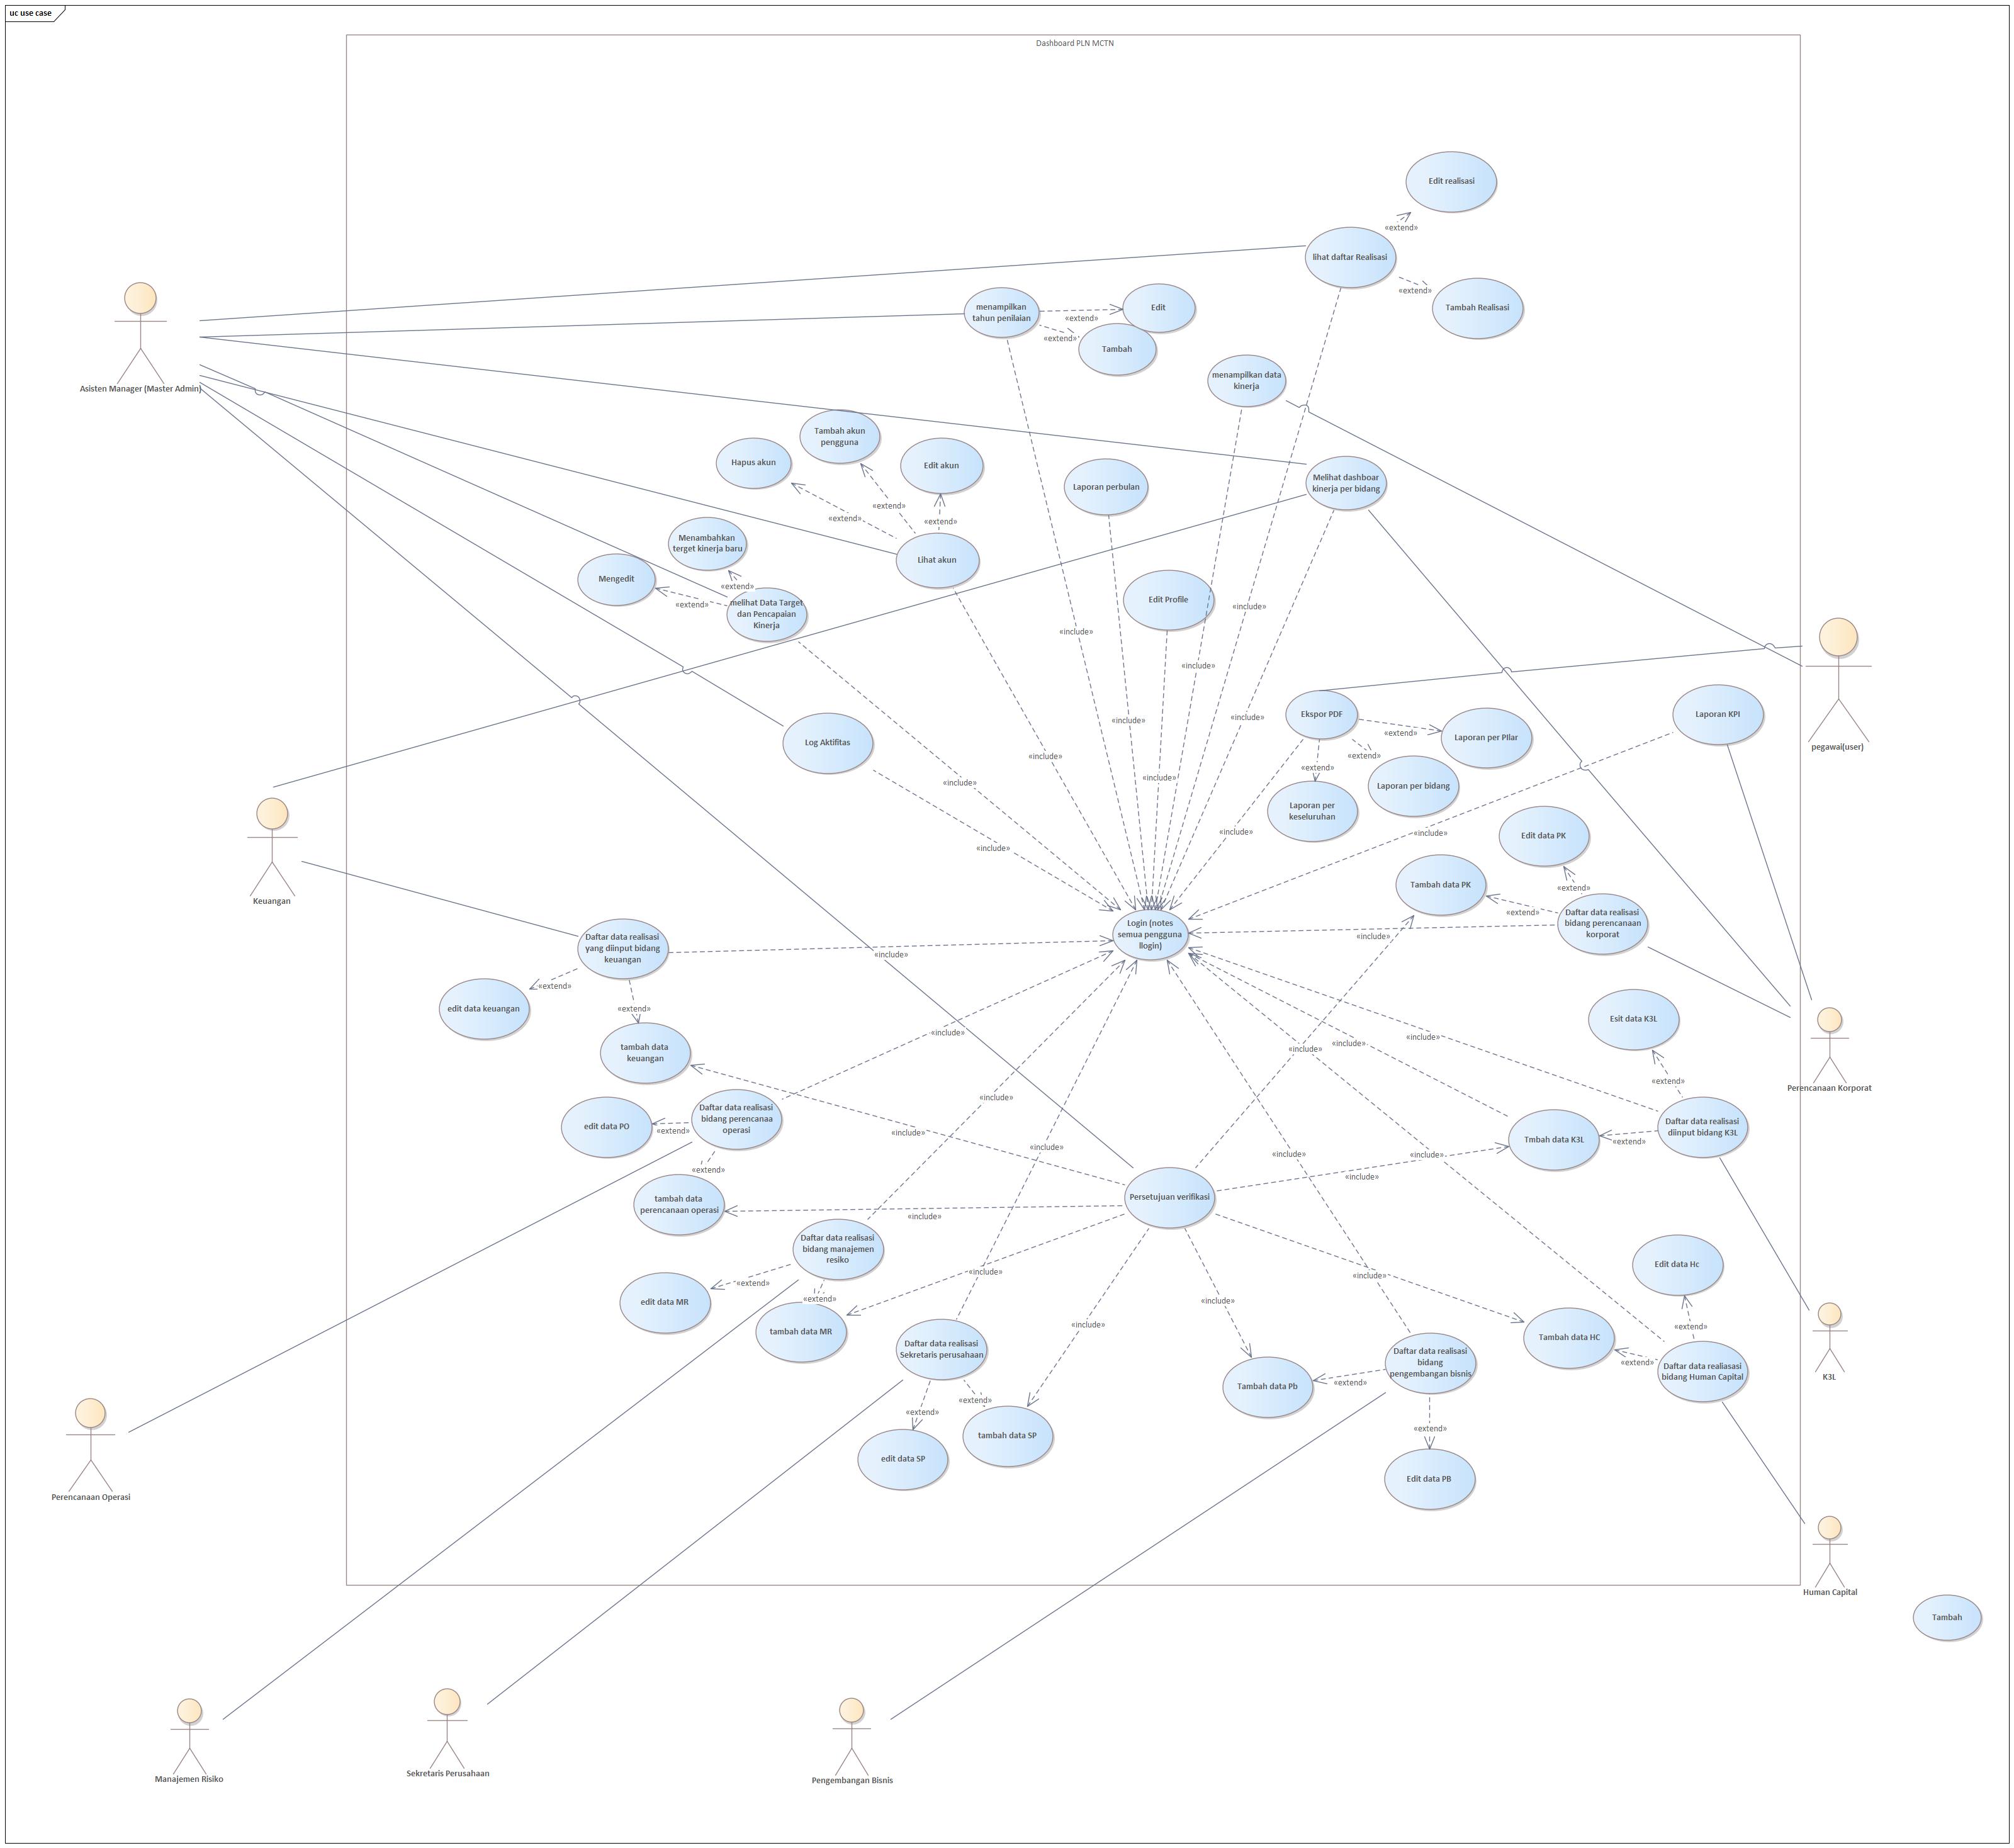 uc use case
Dashboard PLN MCTN
Edit realisasi
«extend»
lihat daftar Realisasi
«extend»
Tambah Realisasi
menampilkan
tahun penilaian
Edit
«extend»
«extend»
Tambah
Asisten Manager (Master Admin)
menampilkan data
kinerja
Tambah akun
pengguna
Hapus akun
Edit akun
Laporan perbulan
Melihat dashboar
kinerja per bidang
«extend»
«extend»
«extend»
Menambahkan
terget kinerja baru
Lihat akun
Mengedit
«extend»
«extend»
melihat Data Target
dan Pencapaian
Kinerja
Edit Profile
«include»
«include»
«include»
pegawai(user)
Log Aktifitas
Ekspor PDF
Laporan KPI
«include»
«include»
«extend»
Laporan per PIlar
«extend»
«include»
«extend»
«include»
«include»
Laporan per bidang
Laporan per
keseluruhan
«include»
«include»
«include»
Edit data PK
Keuangan
Tambah data PK
«extend»
«extend»
Daftar data realisasi
bidang perencanaan
korporat
Login (notes
semua pengguna
llogin)
Daftar data realisasi
yang diinput bidang
keuangan
«include»
«include»
«extend»
edit data keuangan
«extend»
Esit data K3L
«include»
«include»
«include»
«include»
tambah data
keuangan
«extend»
Perencanaan Korporat
«include»
Daftar data realisasi
bidang perencanaa
operasi
edit data PO
«extend»
«include»
Daftar data realisasi
diinput bidang K3L
Tmbah data K3L
«extend»
«include»
«include»
«include»
«extend»
«include»
tambah data
perencanaan operasi
Persetujuan verifikasi
«include»
Daftar data realisasi
bidang manajemen
resiko
Edit data Hc
«include»
«include»
«extend»
edit data MR
«extend»
«include»
«include»
«extend»
tambah data MR
Tambah data HC
Daftar data realisasi
Sekretaris perusahaan
Daftar data realisasi
bidang
pengembangan bisnis
«extend»
Daftar data realiasasi
bidang Human Capital
K3L
Tambah data Pb
«extend»
«extend»
«extend»
«extend»
tambah data SP
edit data SP
Edit data PB
Perencanaan Operasi
Human Capital
Tambah
Manajemen Risiko
Sekretaris Perusahaan
Pengembangan Bisnis